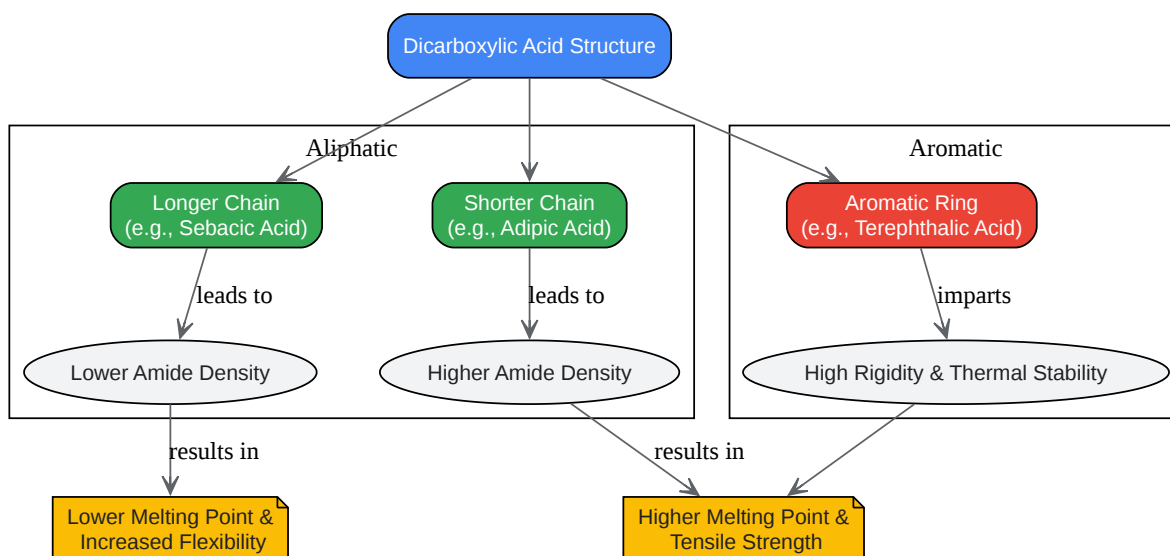 Dicarboxylic Acid Structure
Aliphatic
Aromatic
Longer Chain
(e.g., Sebacic Acid)
Shorter Chain
(e.g., Adipic Acid)
Aromatic Ring
(e.g., Terephthalic Acid)
leads to
leads to
imparts
Lower Amide Density
Higher Amide Density
High Rigidity & Thermal Stability
results in
results in
Lower Melting Point &
Increased Flexibility
Higher Melting Point &
Tensile Strength